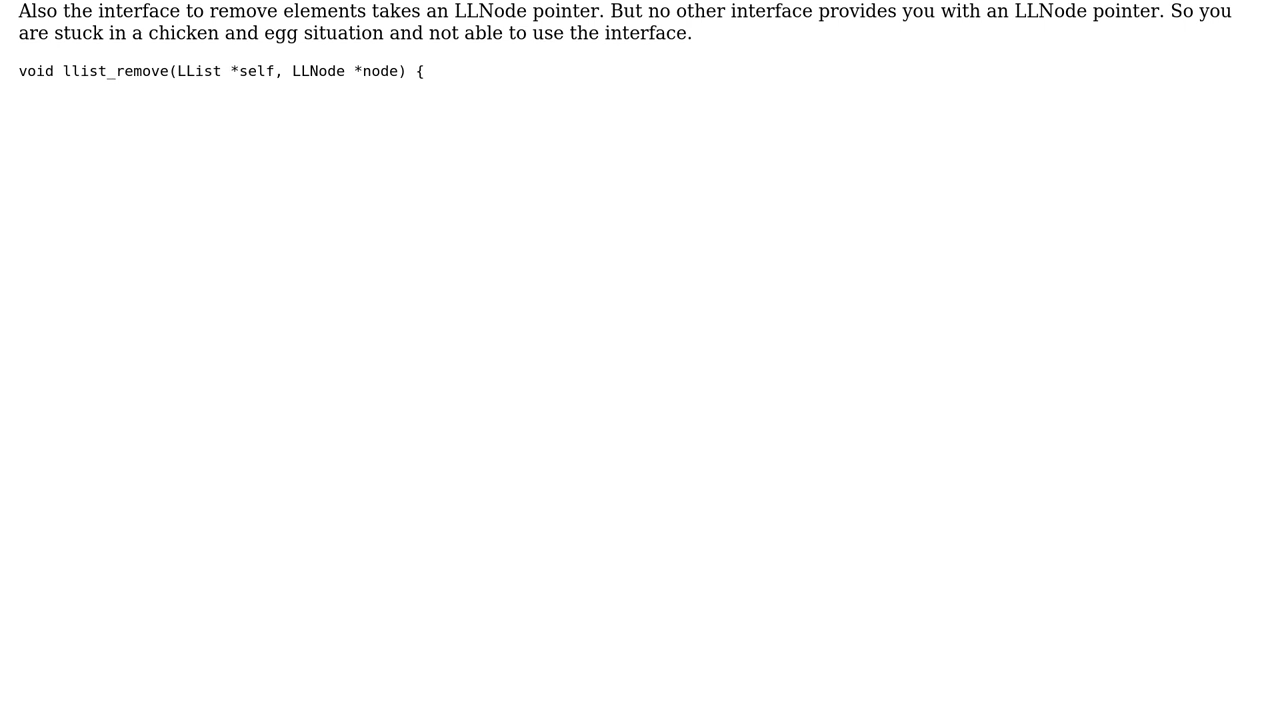 Also the interface to remove elements takes an LLNode pointer. But no other interface provides you with an LLNode pointer. So you
are stuck in a chicken and egg situation and not able to use the interface.
void llist_remove(LList *self, LLNode *node) {